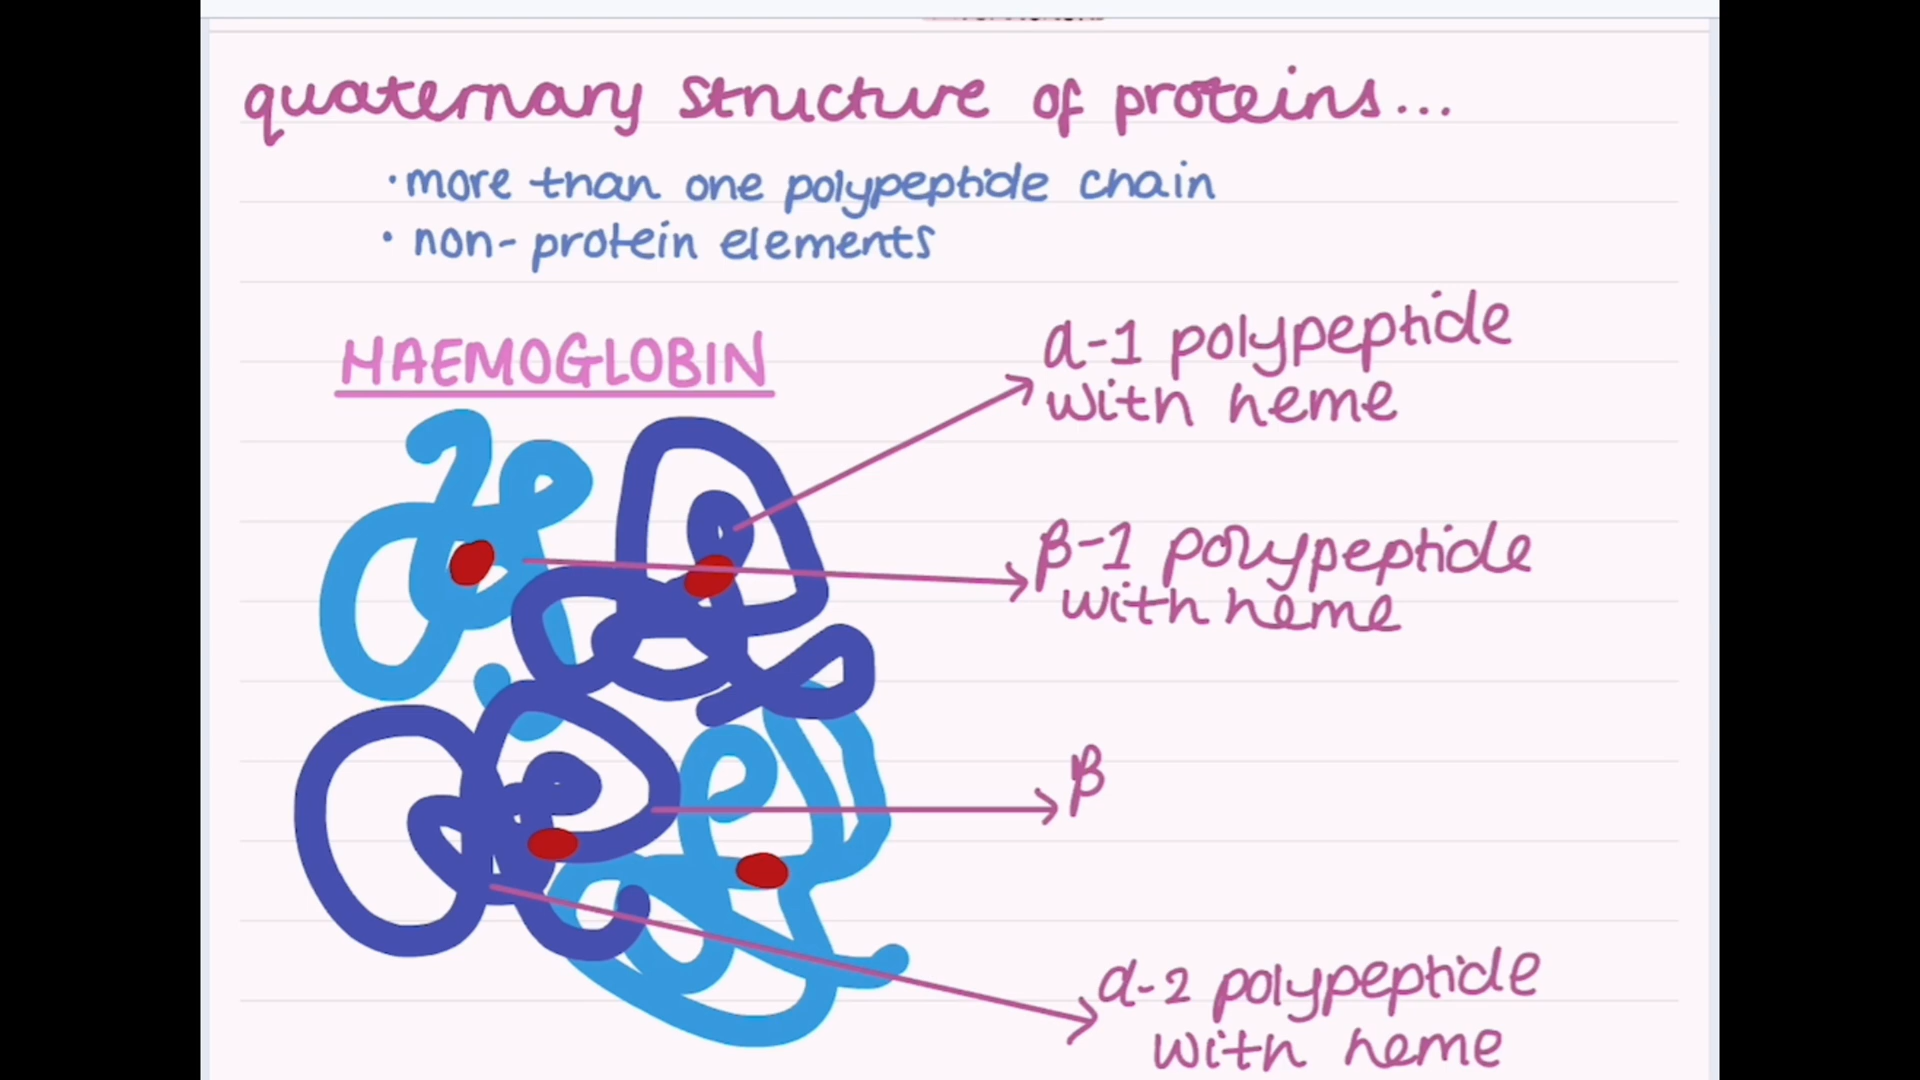 quaternary structure of proteins...
· more than one polypeptide chain
· non-protein elements
HAEMOGLOBIN
α-1 polypeptide
with heme
β-1 polypeptide
with heme
β
α-2 polypeptide
with heme